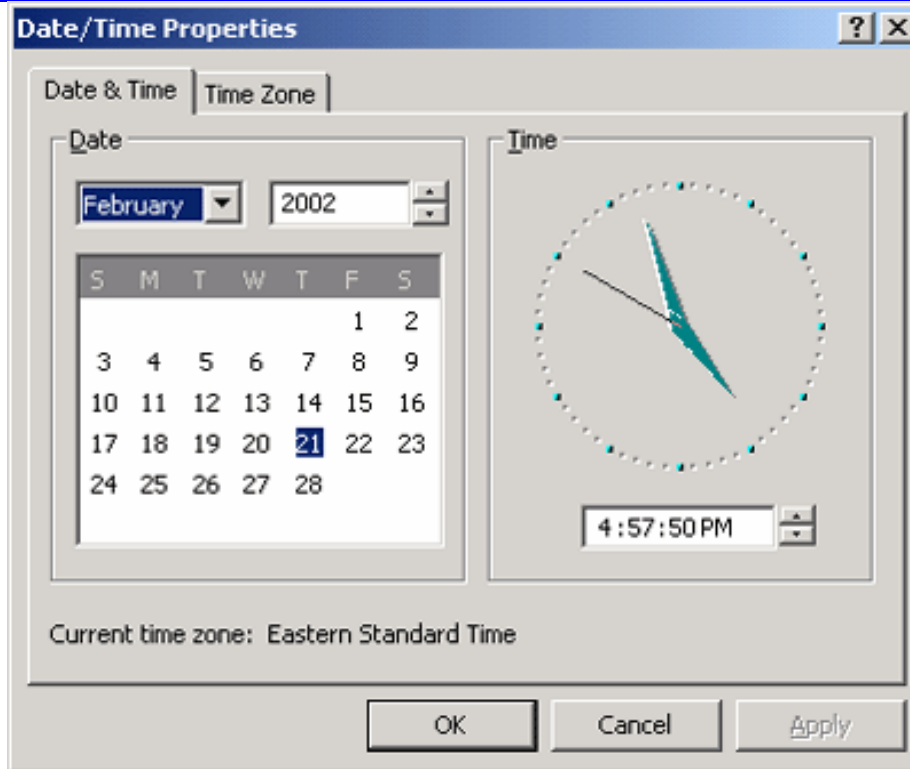 Date/Time Properties
Date & Time Time Zone
Date
February 2002
S M T W T F S
1 2
3 4 5 6 7 8 9
10 11 12 13 14 15 16
17 18 19 20 21 22 23
24 25 26 27 28
Time
4:57:50 PM
Current time zone: Eastern Standard Time
OK Cancel Apply